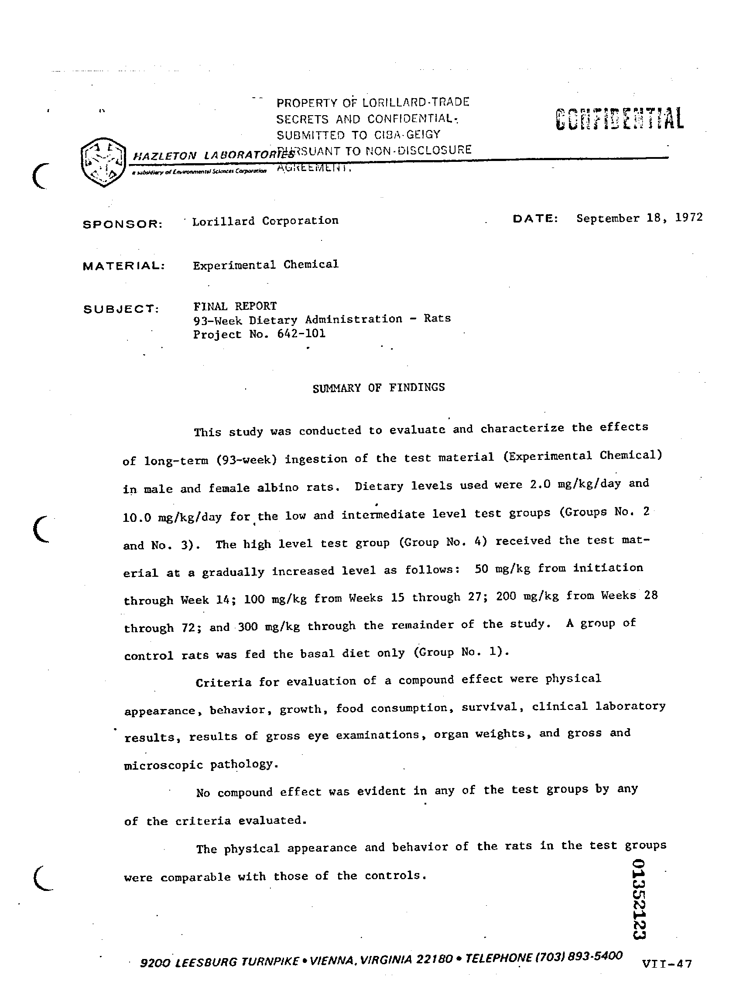 PROPERTY OF LORILLARD-TRADE
SECRETS AND CONFIDENTIAL-
SUBMITTED TO CIBA-GEIGY
PURSUANT TO NON-DISCLOSURE
AGREEMENT.
CONFIDENTIAL
HAZLETON LABORATORIES
a subsidiary of Environmental Sciences Corporation
SPONSOR: Lorillard Corporation DATE: September 18, 1972
MATERIAL: Experimental Chemical
SUBJECT: FINAL REPORT
93-Week Dietary Administration - Rats
Project No. 642-101
SUMMARY OF FINDINGS
This study was conducted to evaluate and characterize the effects
of long-term (93-week) ingestion of the test material (Experimental Chemical)
in male and female albino rats. Dietary levels used were 2.0 mg/kg/day and
10.0 mg/kg/day for the low and intermediate level test groups (Groups No. 2
and No. 3). The high level test group (Group No. 4) received the test mat-
erial at a gradually increased level as follows: 50 mg/kg from initiation
through Week 14; 100 mg/kg from Weeks 15 through 27; 200 mg/kg from Weeks 28
through 72; and 300 mg/kg through the remainder of the study. A group of
control rats was fed the basal diet only (Group No. 1).
Criteria for evaluation of a compound effect were physical
appearance, behavior, growth, food consumption, survival, clinical laboratory
results, results of gross eye examinations, organ weights, and gross and
microscopic pathology.
No compound effect was evident in any of the test groups by any
of the criteria evaluated.
The physical appearance and behavior of the rats in the test groups
were comparable with those of the controls.
01352123
9200 LEESBURG TURNPIKE • VIENNA, VIRGINIA 22180 • TELEPHONE (703) 893-5400
VII-47